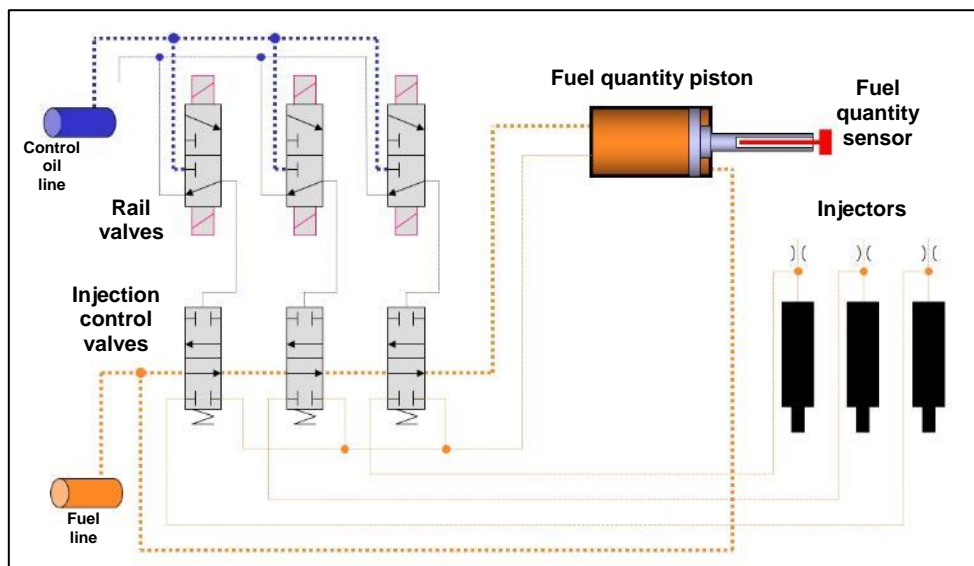 Control
oil
line
Rail
valves
Injection
control
valves
Fuel
line
Fuel quantity piston
Fuel
quantity
sensor
Injectors